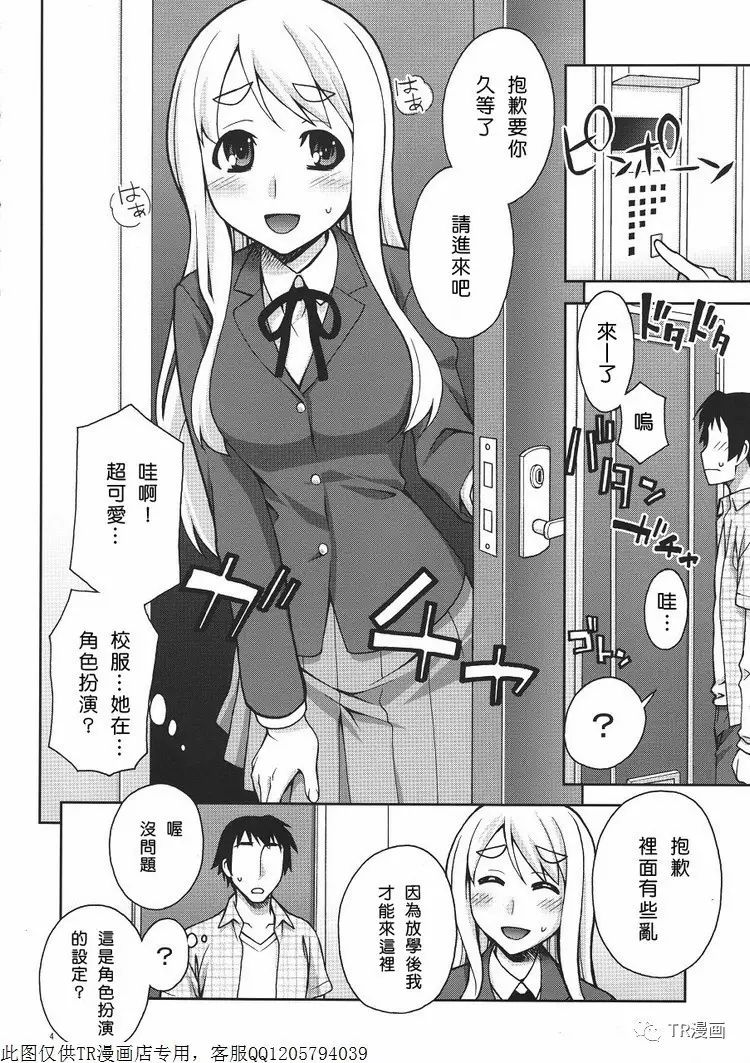 ピンポーン
ドタドタ
來—了
嗚
バタン
ガチャ
哇…
ゴトン
？
抱歉要你
久等了
請進來吧
はぁ
はぁ
哇啊！
超可愛…
校服…她在…
角色扮演？
ガチャ
抱歉
裡面有些亂
因為放學後我
才能來這裡
喔
沒問題
？
這是角色扮演
的設定？
4
TR漫画
此图仅供TR漫画店专用，客服QQ1205794039